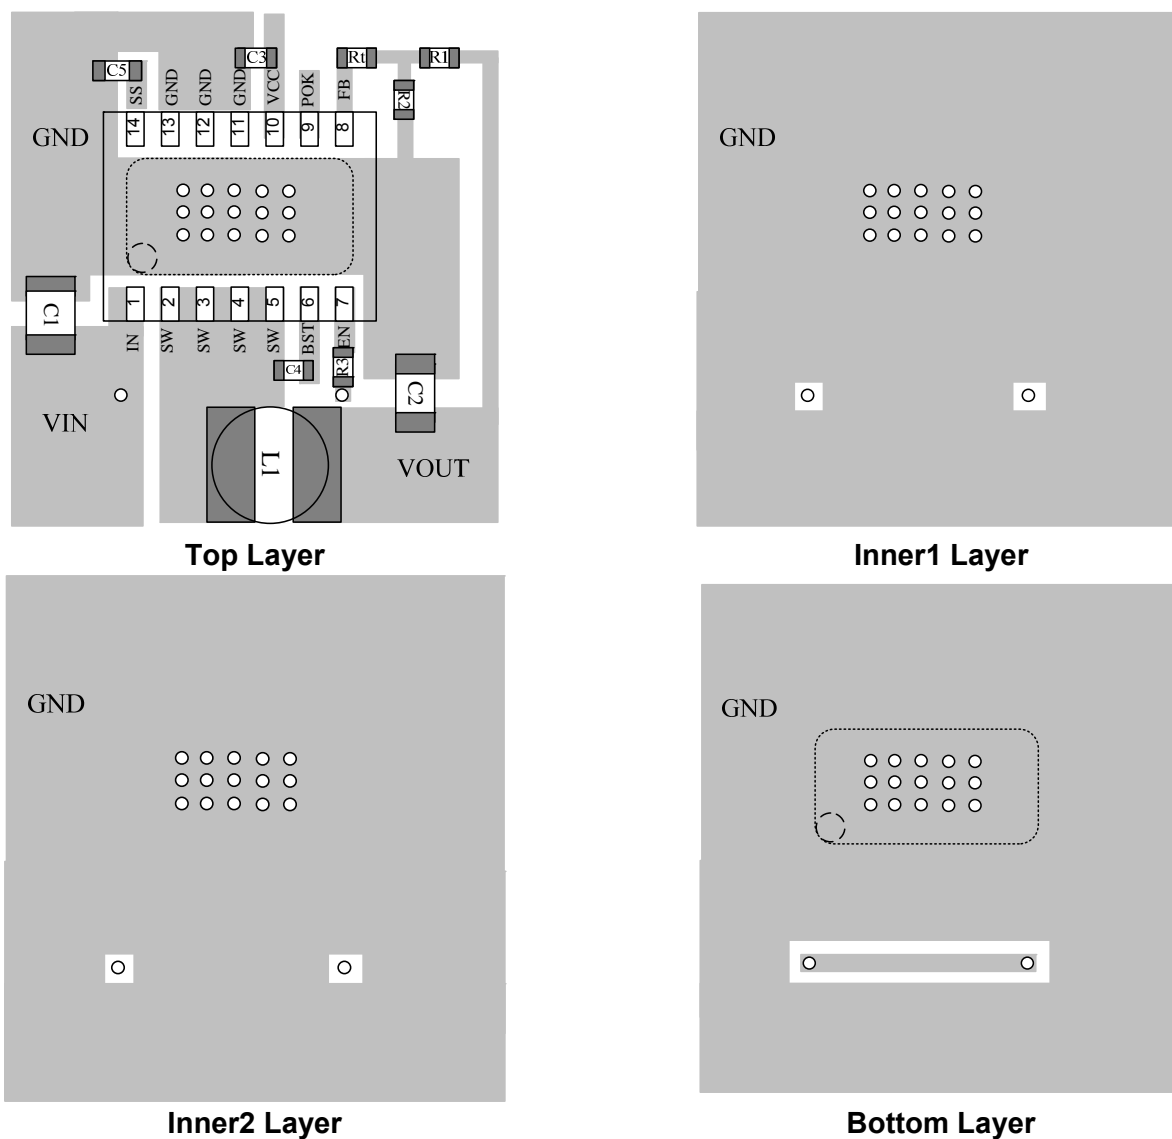 C5
C3
Rt
R1
R2
SS
GND
GND
GND
VCC
POK
FB
14
13
12
11
10
9
8
GND
GND
C1
1
2
3
4
5
6
7
IN
SW
SW
SW
SW
BST
EN
C4
R3
C2
VIN
L1
VOUT
Top Layer
Inner1 Layer
GND
GND
Inner2 Layer
Bottom Layer